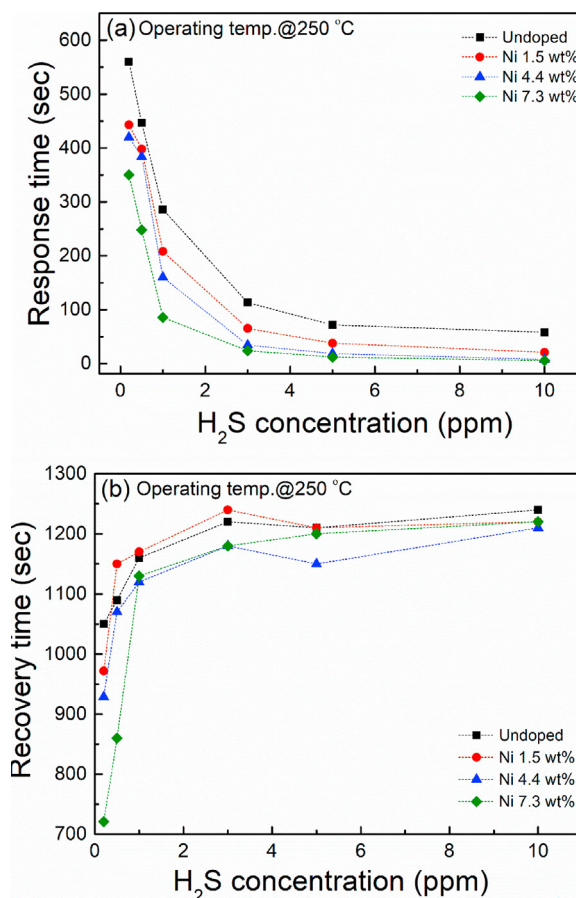 (a) Operating temp.@250 °C
Undoped
Ni 1.5 wt%
Ni 4.4 wt%
Ni 7.3 wt%
Response time (sec)
600
500
400
300
200
100
0
0 2 4 6 8 10
H₂S concentration (ppm)
(b) Operating temp.@250 °C
Undoped
Ni 1.5 wt%
Ni 4.4 wt%
Ni 7.3 wt%
Recovery time (sec)
1300
1200
1100
1000
900
800
700
0 2 4 6 8 10
H₂S concentration (ppm)